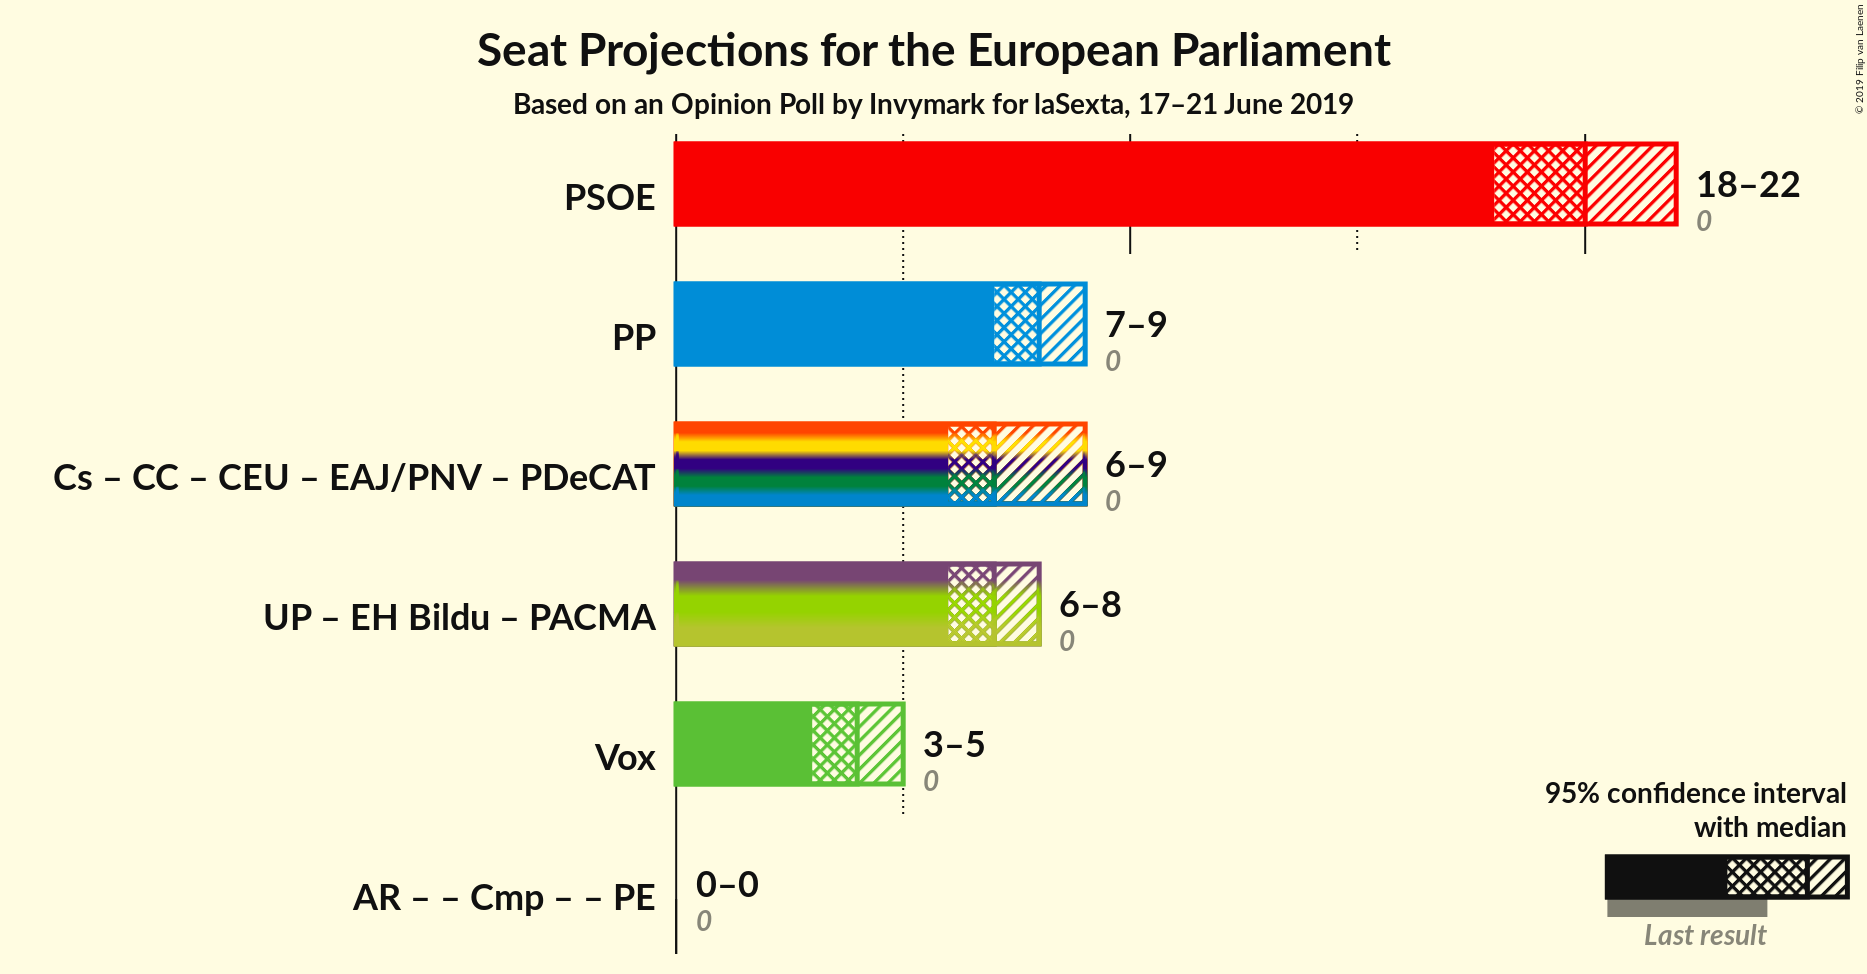 Seat Projections for the European Parliament
Based on an Opinion Poll by Invymark for laSexta, 17–21 June 2019
© 2019 Filip van Laenen
PSOE
18–22
0
PP
7–9
0
Cs – CC – CEU – EAJ/PNV – PDeCAT
6–9
0
UP – EH Bildu – PACMA
6–8
0
Vox
3–5
0
AR – – Cmp – – PE
0–0
0
95% confidence interval
with median
Last result